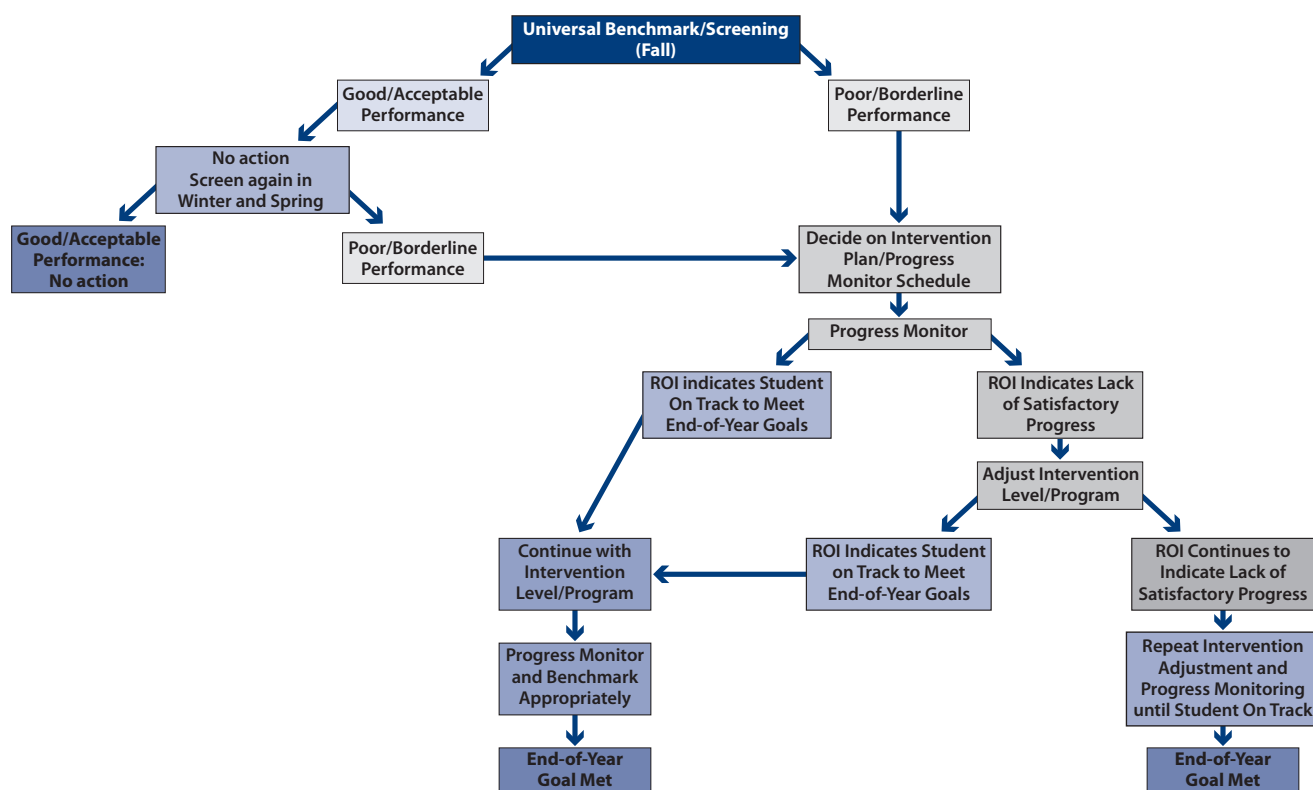 Universal Benchmark/Screening
(Fall)
Good/Acceptable
Performance
Poor/Borderline
Performance
No action
Screen again in
Winter and Spring
Good/Acceptable
Performance:
No action
Poor/Borderline
Performance
Decide on Intervention
Plan/Progress
Monitor Schedule
Progress Monitor
ROI indicates Student
On Track to Meet
End-of-Year Goals
ROI Indicates Lack
of Satisfactory
Progress
Adjust Intervention
Level/Program
Continue with
Intervention
Level/Program
ROI Indicates Student
on Track to Meet
End-of-Year Goals
ROI Continues to
Indicate Lack of
Satisfactory Progress
Progress Monitor
and Benchmark
Appropriately
Repeat Intervention
Adjustment and
Progress Monitoring
until Student On Track
End-of-Year
Goal Met
End-of-Year
Goal Met